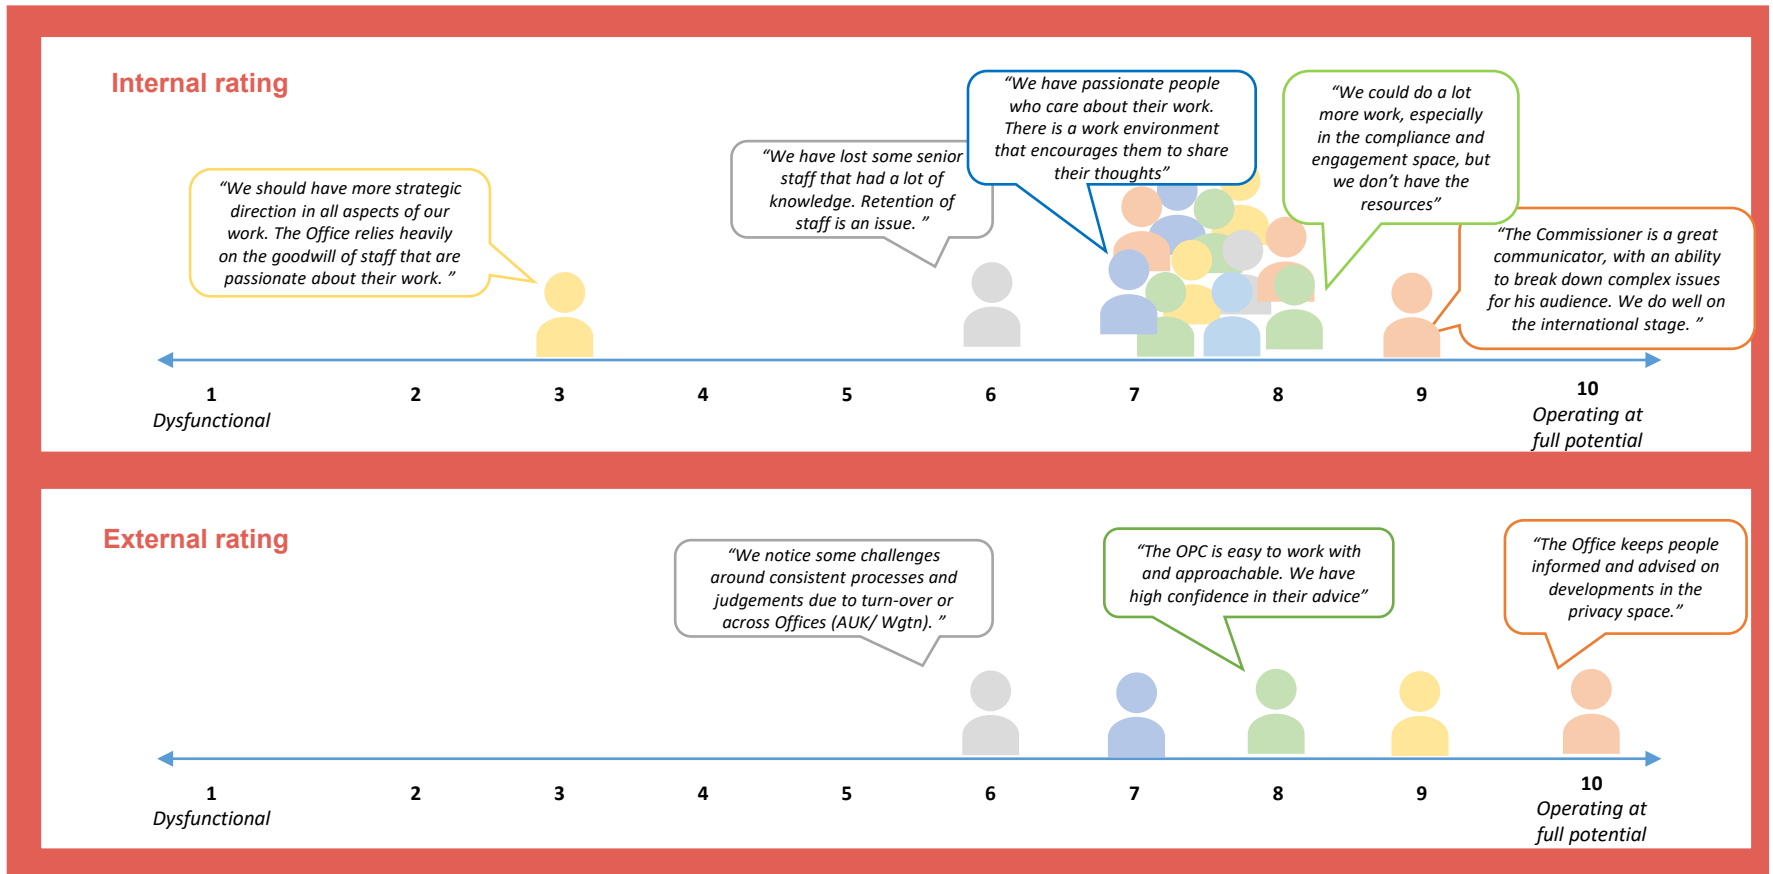 Internal rating
“We should have more strategic
direction in all aspects of our
work. The Office relies heavily
on the goodwill of staff that are
passionate about their work. ”
“We have lost some senior
staff that had a lot of
knowledge. Retention of
staff is an issue. ”
“We have passionate people
who care about their work.
There is a work environment
that encourages them to share
their thoughts”
“We could do a lot
more work, especially
in the compliance and
engagement space, but
we don’t have the
resources”
“The Commissioner is a great
communicator, with an ability
to break down complex issues
for his audience. We do well on
the international stage. ”
1 2 3 4 5 6 7 8 9 10
Dysfunctional
Operating at
full potential
External rating
“We notice some challenges
around consistent processes and
judgements due to turn-over or
across Offices (AUK/ Wgtn). ”
“The OPC is easy to work with
and approachable. We have
high confidence in their advice”
“The Office keeps people
informed and advised on
developments in the
privacy space.”
1 2 3 4 5 6 7 8 9 10
Dysfunctional
Operating at
full potential